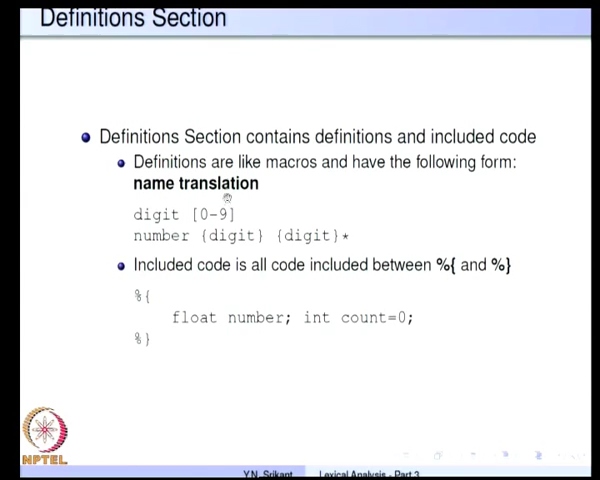 Definitions Section
Definitions Section contains definitions and included code
Definitions are like macros and have the following form:
name translation
digit [0-9]
number {digit} {digit}*
Included code is all code included between %{ and %}
%{
float number; int count=0;
%}
NPTEL
Y.N. Srikant Lexical Analysis - Part 3